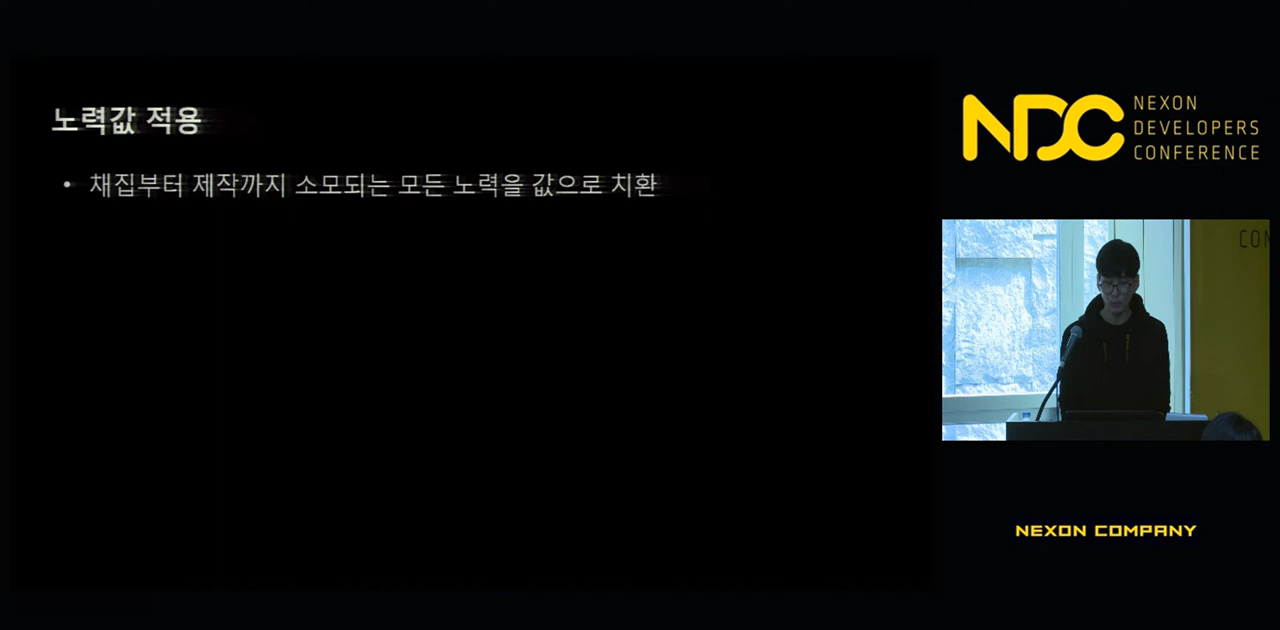 노력값 적용
• 채집부터 제작까지 소모되는 모든 노력을 값으로 치환
NDC
NEXON
DEVELOPERS
CONFERENCE
NEXON COMPANY